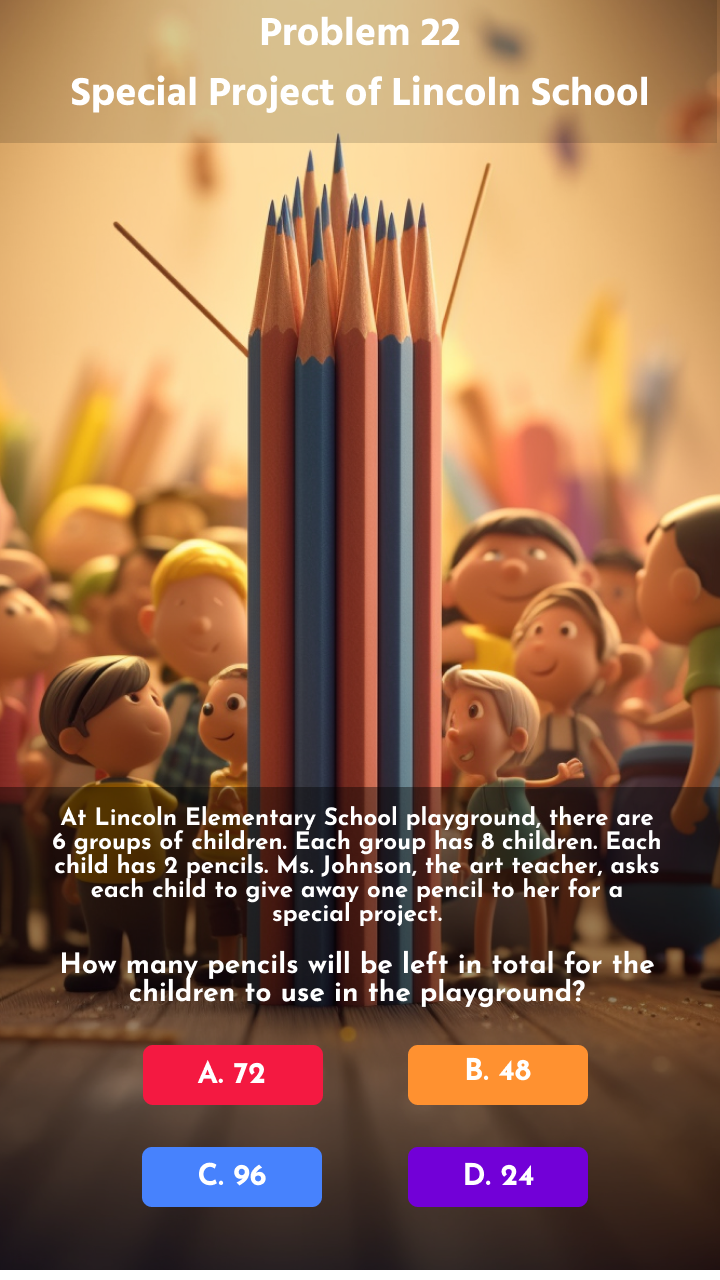 Problem 22
Special Project of Lincoln School
At Lincoln Elementary School playground, there are
6 groups of children. Each group has 8 children. Each
child has 2 pencils. Ms. Johnson, the art teacher, asks
each child to give away one pencil to her for a
special project.
How many pencils will be left in total for the
children to use in the playground?
A. 72
B. 48
C. 96
D. 24